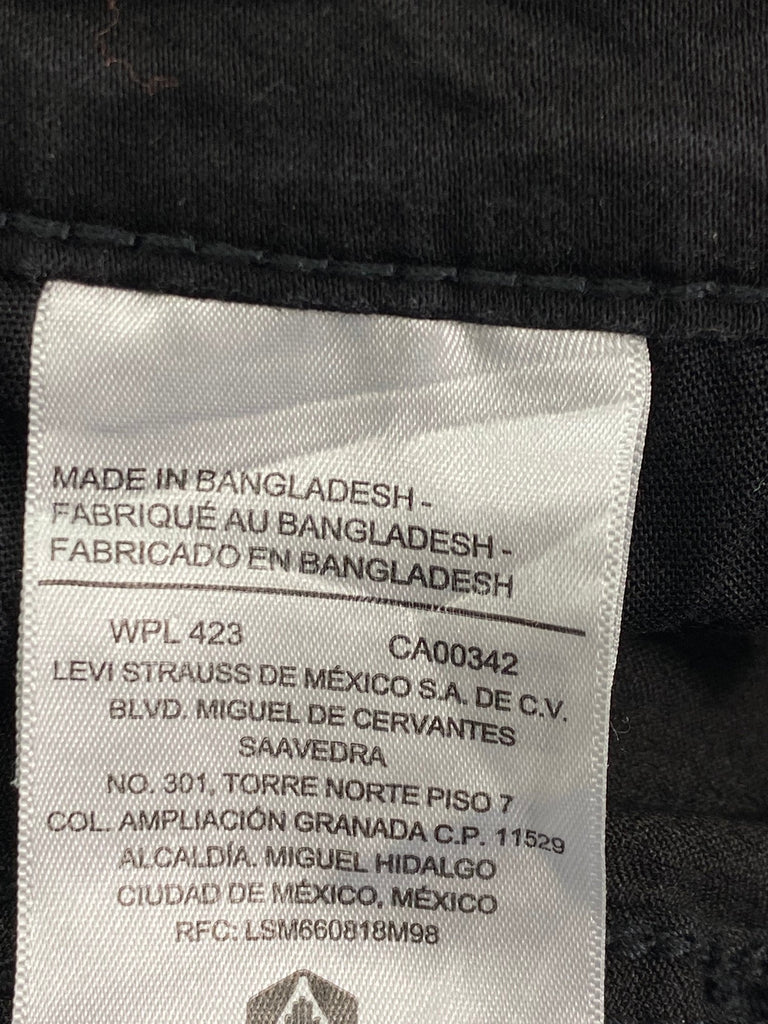 MADE IN BANGLADESH -
FABRIQUÉ AU BANGLADESH -
FABRICADO EN BANGLADESH
WPL 423 CA00342
LEVI STRAUSS DE MÉXICO S.A. DE C.V.
BLVD. MIGUEL DE CERVANTES
SAAVEDRA
NO. 301, TORRE NORTE PISO 7
COL. AMPLIACIÓN GRANADA C.P. 11529
ALCALDÍA. MIGUEL HIDALGO
CIUDAD DE MÉXICO, MÉXICO
RFC: LSM660818M98